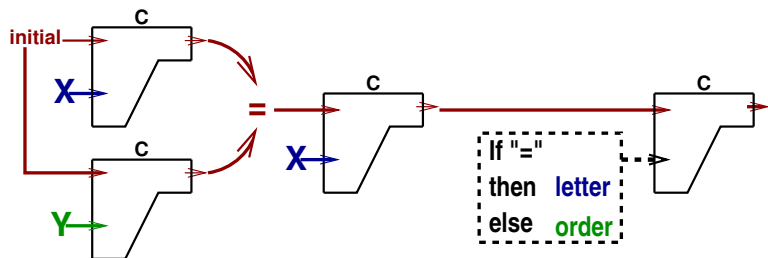 C
initial
X
=
C
Y
C
X
C
If "="
then letter
else order